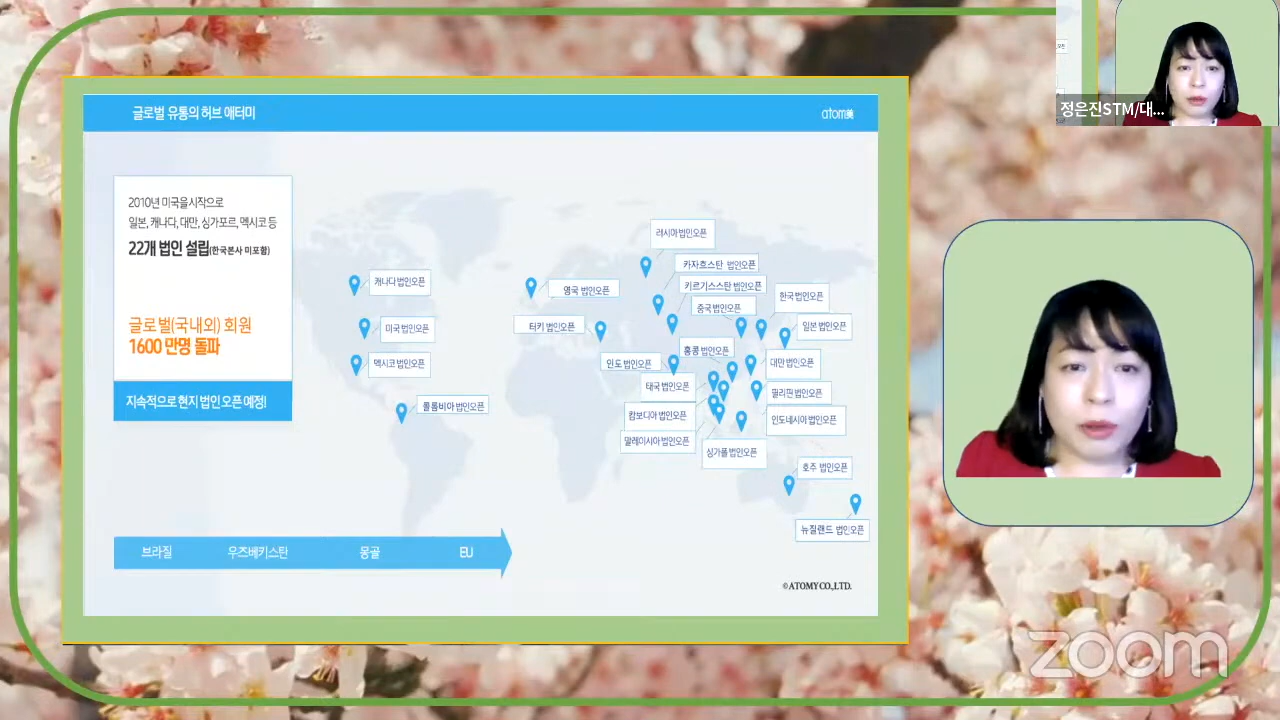 글로벌 유통의 허브 애터미
atom美
정은진STM/대...
2010년 미국을시작으로
일본, 캐나다, 대만, 싱가포르, 멕시코 등
22개 법인 설립(한국본사 미포함)
글로벌(국내외) 회원
1600 만명 돌파
지속적으로 현지 법인 오픈 예정!
러시아 법인오픈
카자흐스탄 법인오픈
키르기스스탄 법인오픈
중국 법인오픈
한국 법인오픈
캐나다 법인오픈
영국 법인오픈
미국 법인오픈
터키 법인오픈
일본 법인오픈
멕시코 법인오픈
인도 법인오픈
홍콩 법인오픈
대만 법인오픈
태국 법인오픈
필리핀 법인오픈
콜롬비아 법인오픈
캄보디아 법인오픈
인도네시아 법인오픈
말레이시아 법인오픈
싱가폴 법인오픈
호주 법인오픈
뉴질랜드 법인오픈
브라질 우즈베키스탄 몽골 EU
©ATOMY CO.,LTD.
zoom